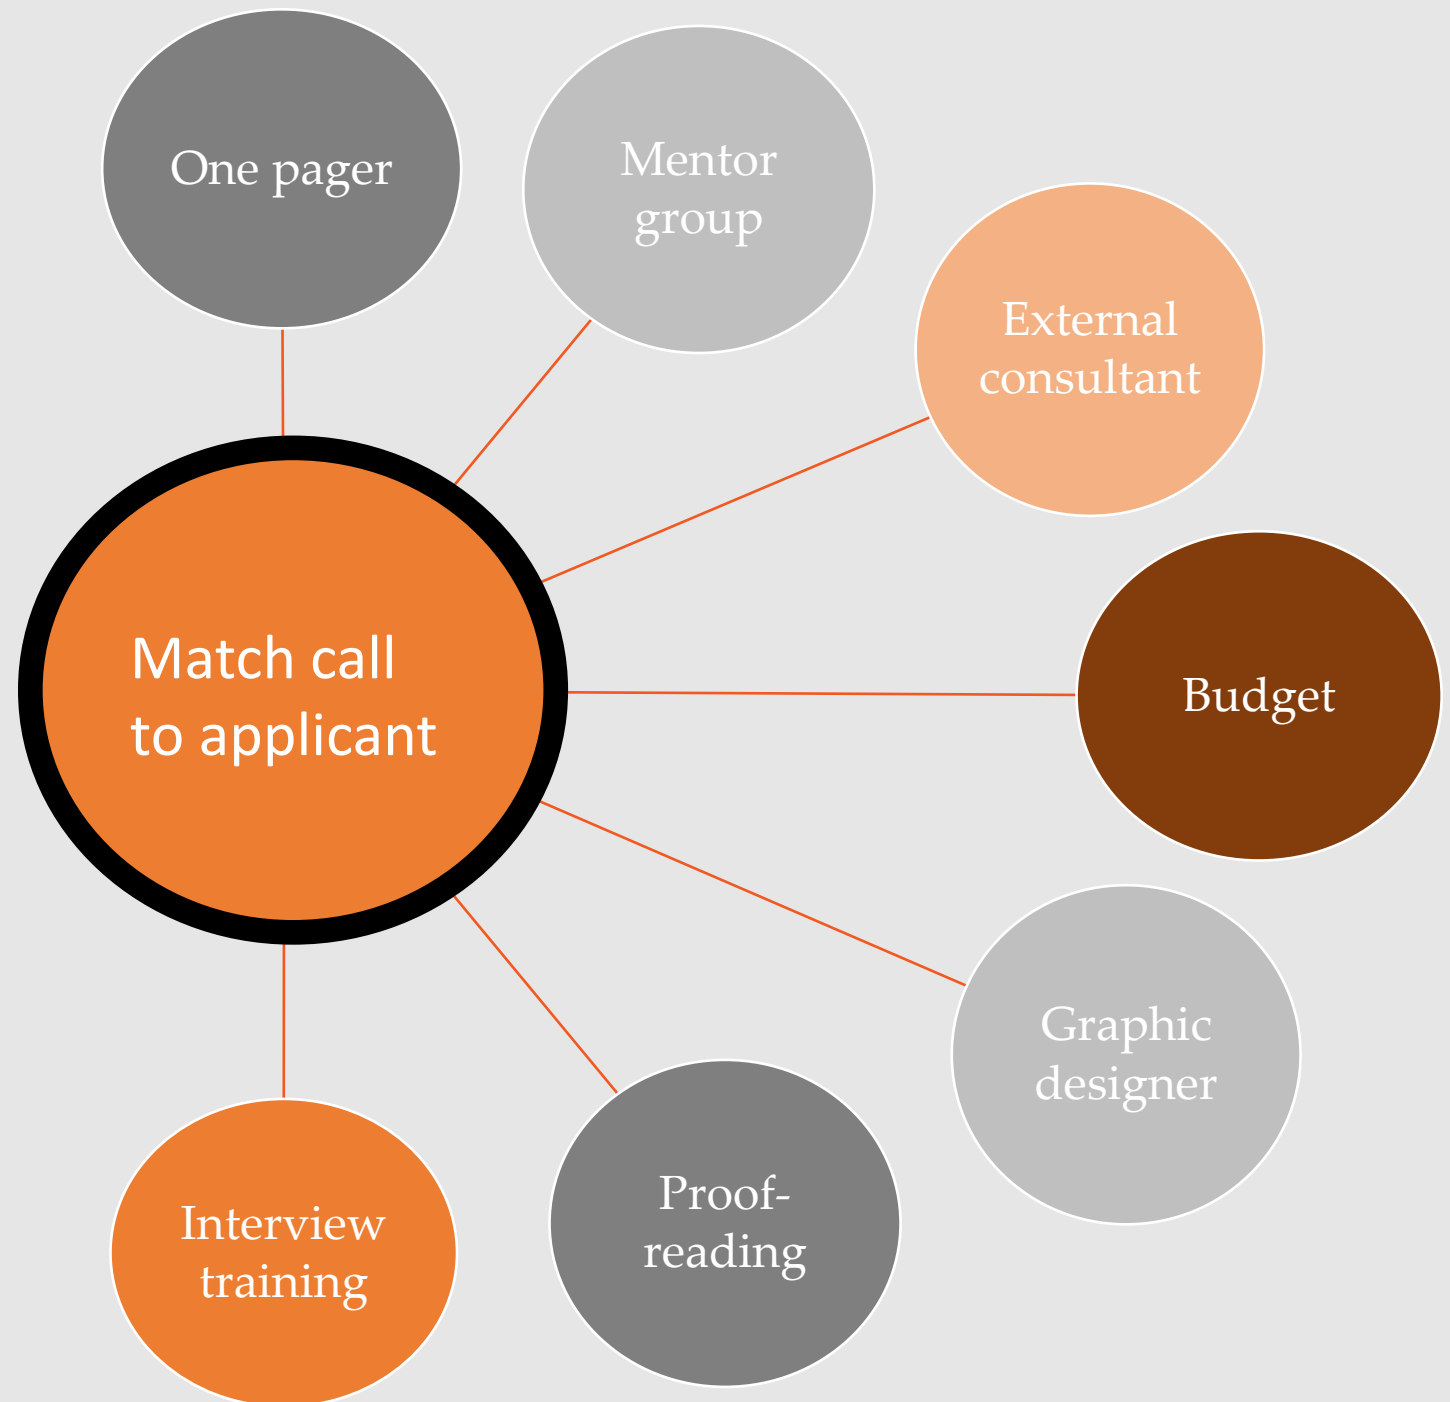 One pager
Mentor
group
External
consultant
Match call
to applicant
Budget
Graphic
designer
Proof-
reading
Interview
training